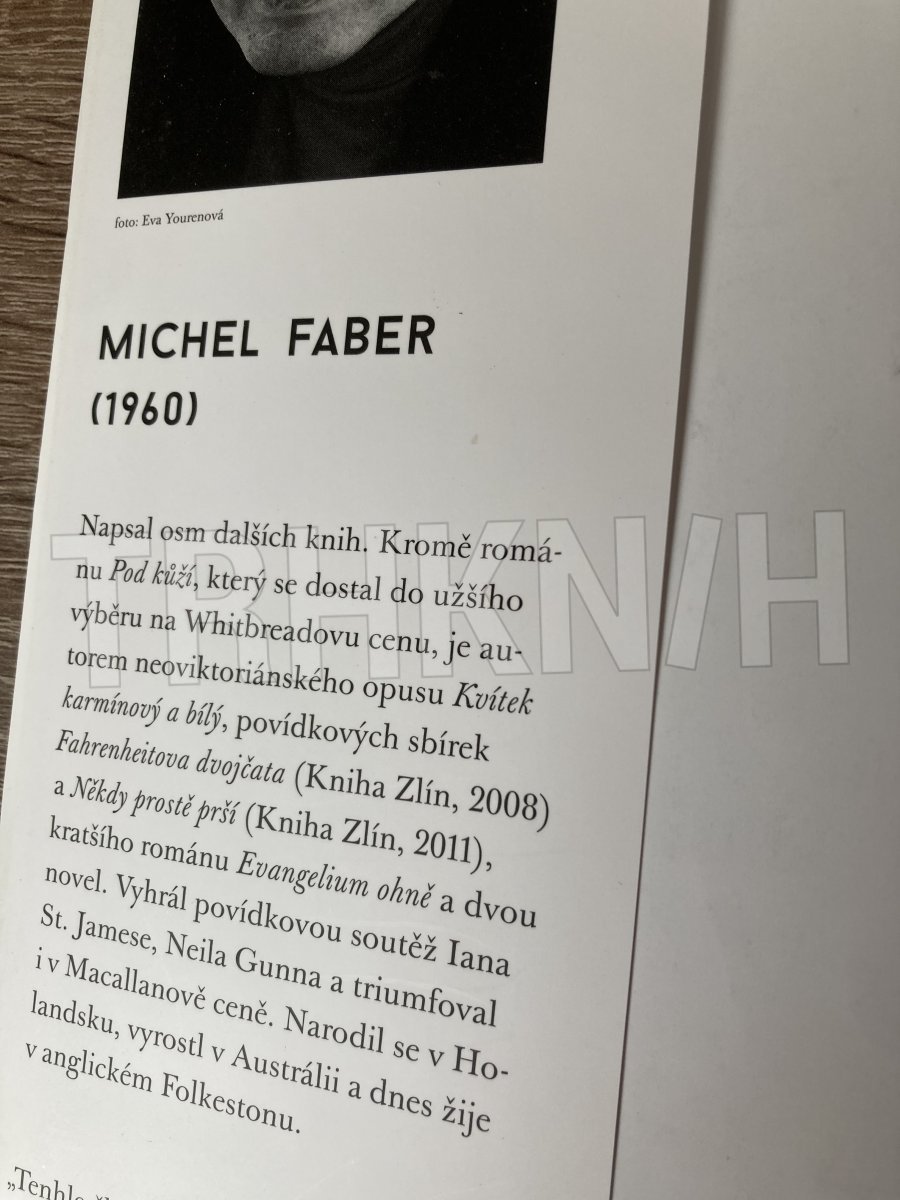 foto: Eva Yourenová
MICHEL FABER
(1960)
Napsal osm dalších knih. Kromě romá-
nu Pod kůží, který se dostal do užšího
výběru na Whitbreadovu cenu, je au-
torem neoviktoriánského opusu Kvítek
karmínový a bílý, povídkových sbírek
Fahrenheitova dvojčata (Kniha Zlín, 2008)
a Někdy prostě prší (Kniha Zlín, 2011),
kratšího románu Evangelium ohně a dvou
novel. Vyhrál povídkovou soutěž Iana
St. Jamese, Neila Gunna a triumfoval
i v Macallanově ceně. Narodil se v Ho-
landsku, vyrostl v Austrálii a dnes žije
v anglickém Folkestonu.
„Tenhle
TRHKNIH